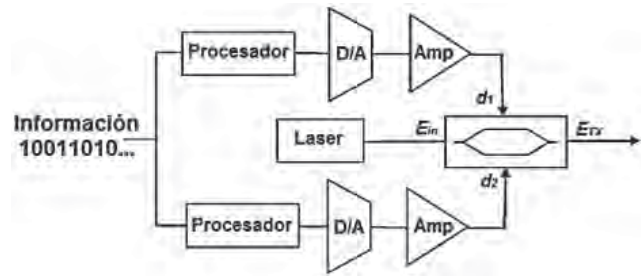 Procesador
D/A
Amp
d1
Información
10011010...
Laser
Ein
ETx
d2
Procesador
D/A
Amp